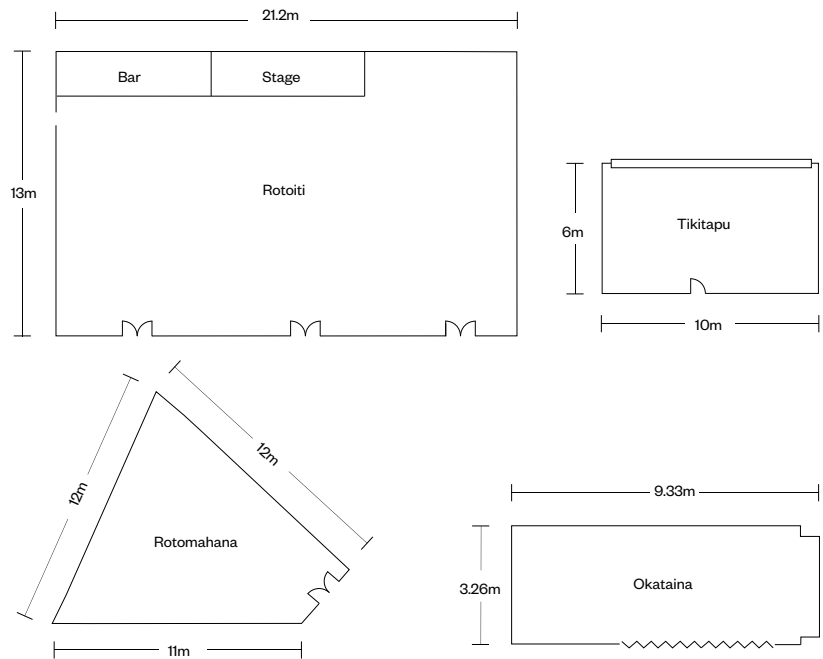 21.2m
Bar
Stage
13m
Rotoiti
Tikitapu
6m
10m
12m
12m
Rotomahana
11m
9.33m
3.26m
Okataina